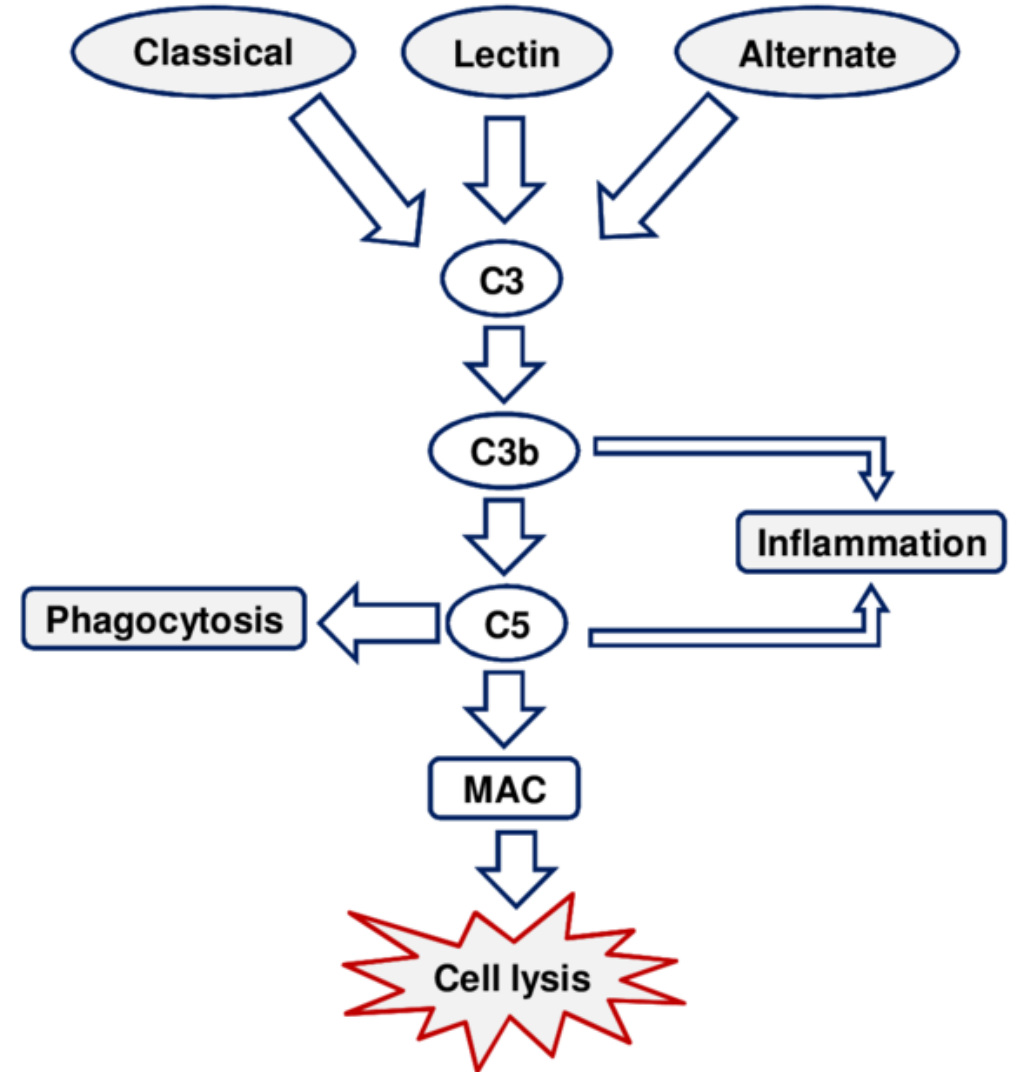 Classical
Lectin
Alternate
C3
C3b
Inflammation
Phagocytosis
C5
MAC
Cell lysis